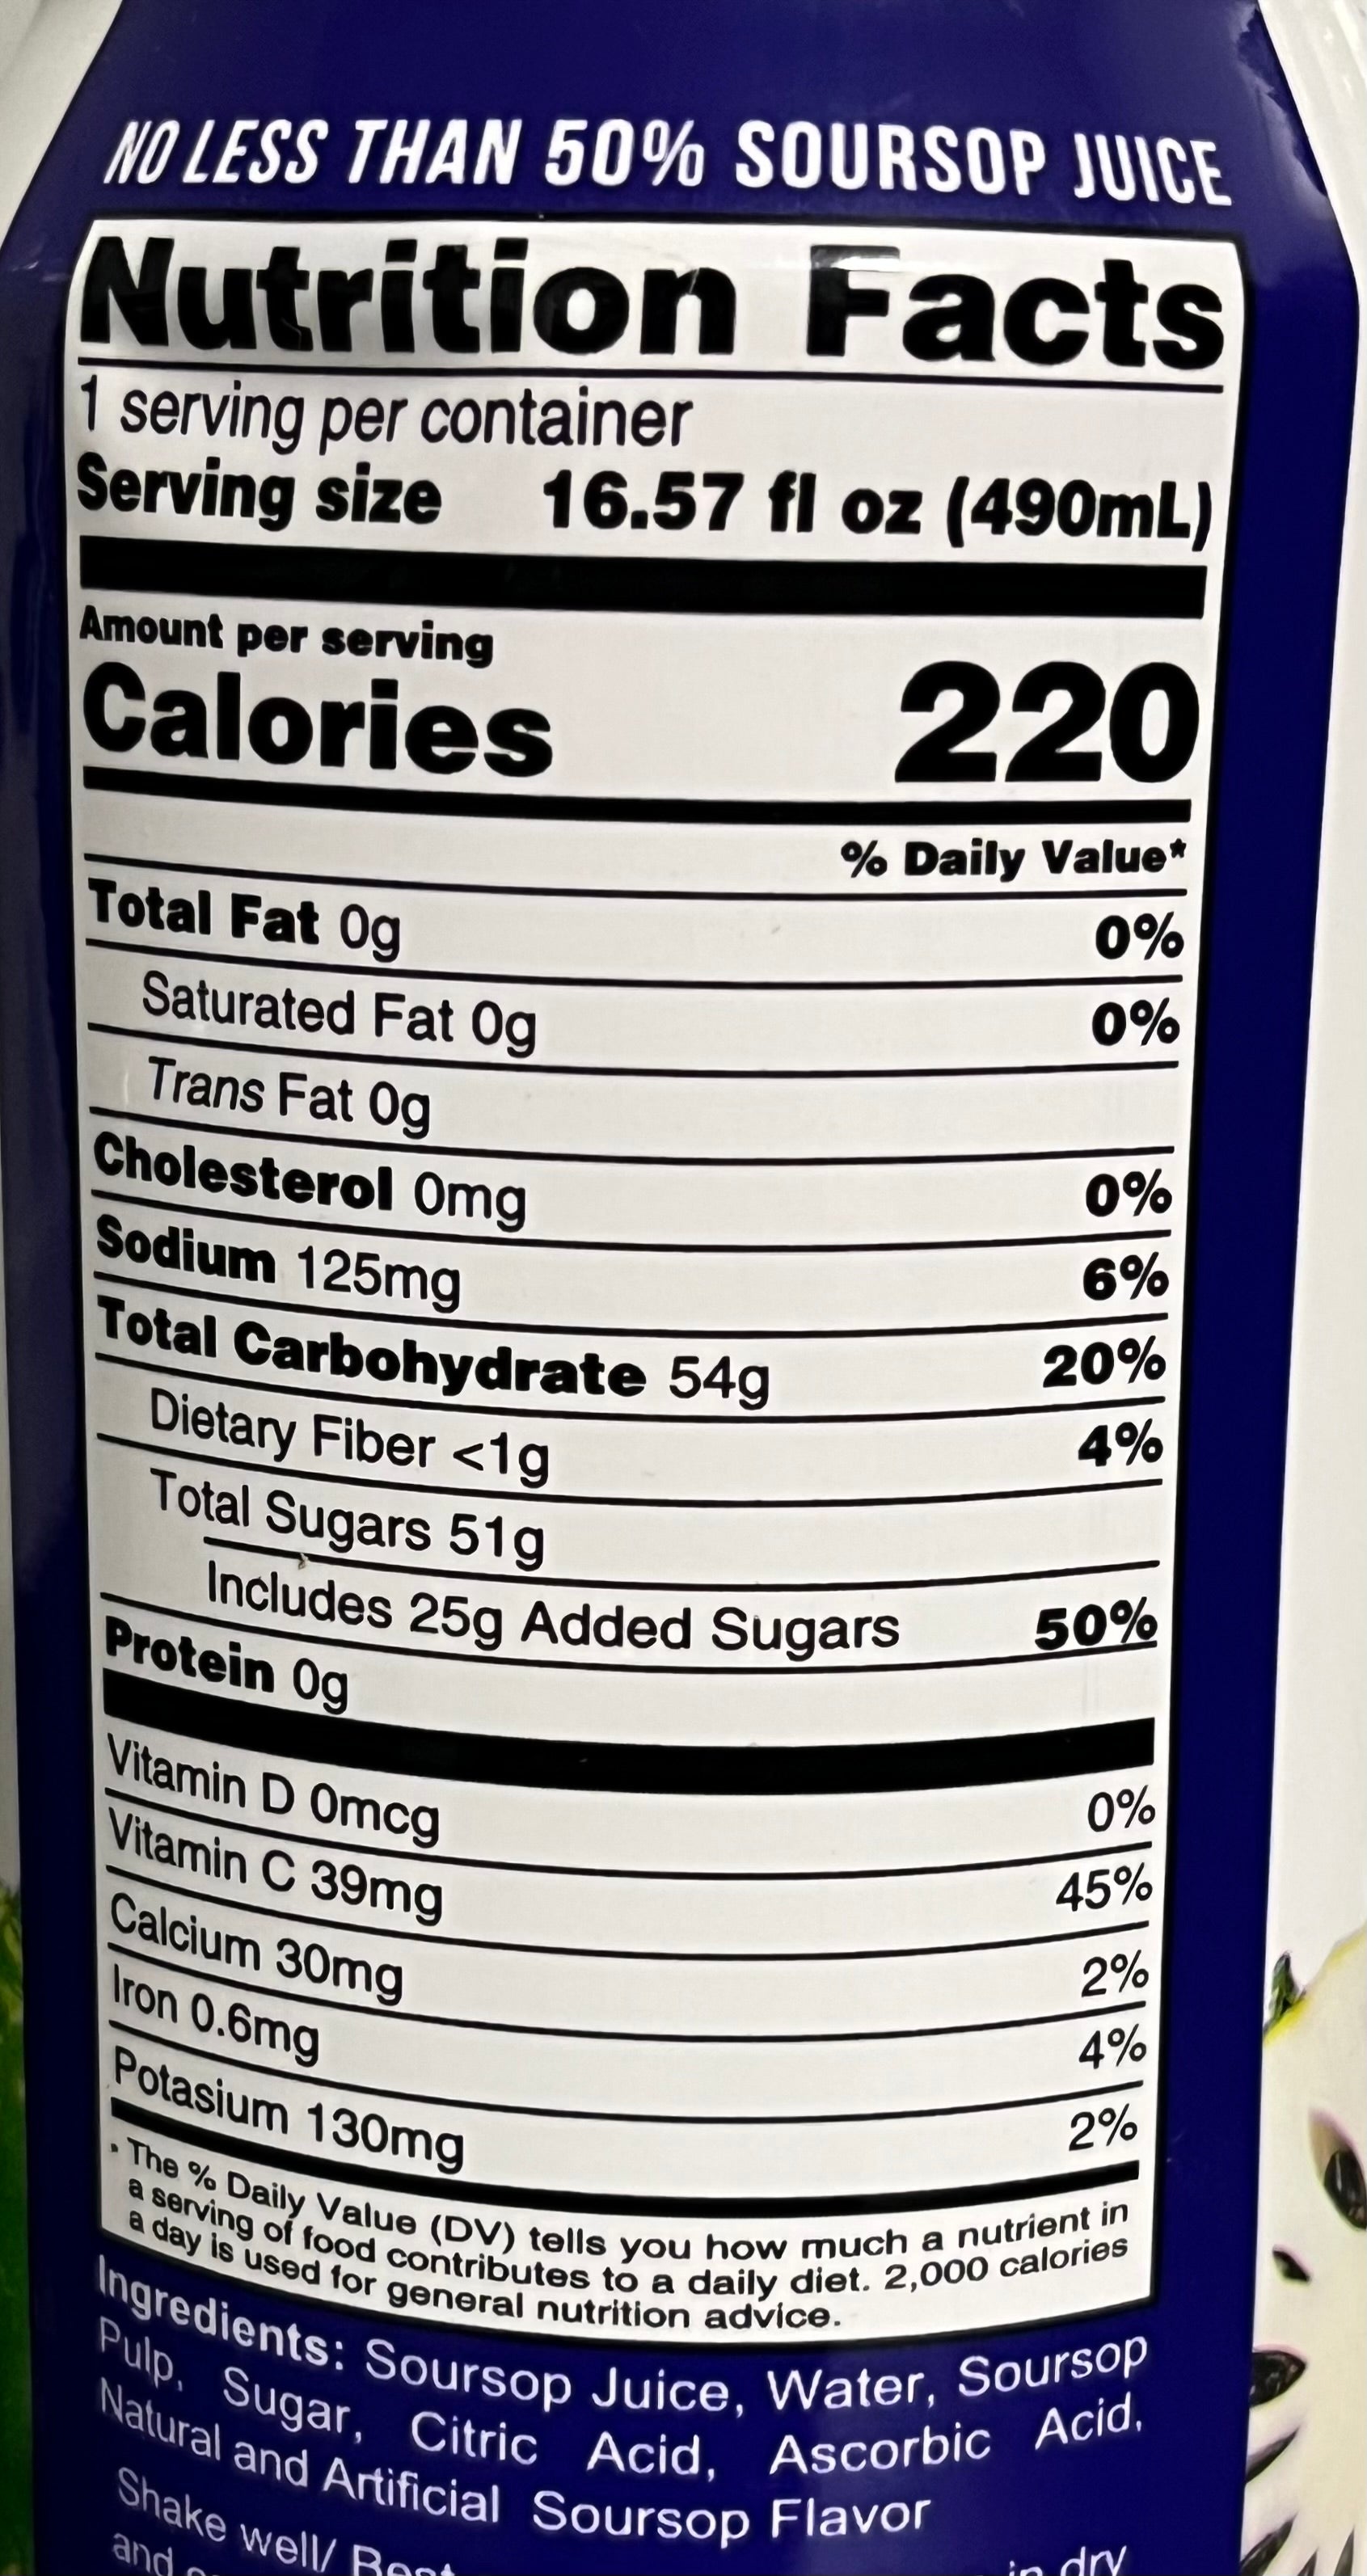 NO LESS THAN 50% SOURSOP JUICE
Nutrition Facts
1 serving per container
Serving size 16.57 fl oz (490mL)
Amount per serving
Calories 220
% Daily Value*
Total Fat 0g 0%
Saturated Fat 0g 0%
Trans Fat 0g
Cholesterol 0mg 0%
Sodium 125mg 6%
Total Carbohydrate 54g 20%
Dietary Fiber <1g 4%
Total Sugars 51g
Includes 25g Added Sugars 50%
Protein 0g
Vitamin D 0mcg 0%
Vitamin C 39mg 45%
Calcium 30mg 2%
Iron 0.6mg 4%
Potasium 130mg 2%
* The % Daily Value (DV) tells you how much a nutrient in
a serving of food contributes to a daily diet. 2,000 calories
a day is used for general nutrition advice.
Ingredients: Soursop Juice, Water, Soursop
Pulp, Sugar, Citric Acid, Ascorbic Acid,
Natural and Artificial Soursop Flavor
Shake well/
and in dry